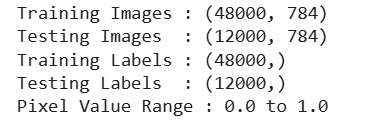 Training Images : (48000, 784)
Testing Images  : (12000, 784)
Training Labels : (48000,)
Testing Labels  : (12000,)
Pixel Value Range : 0.0 to 1.0